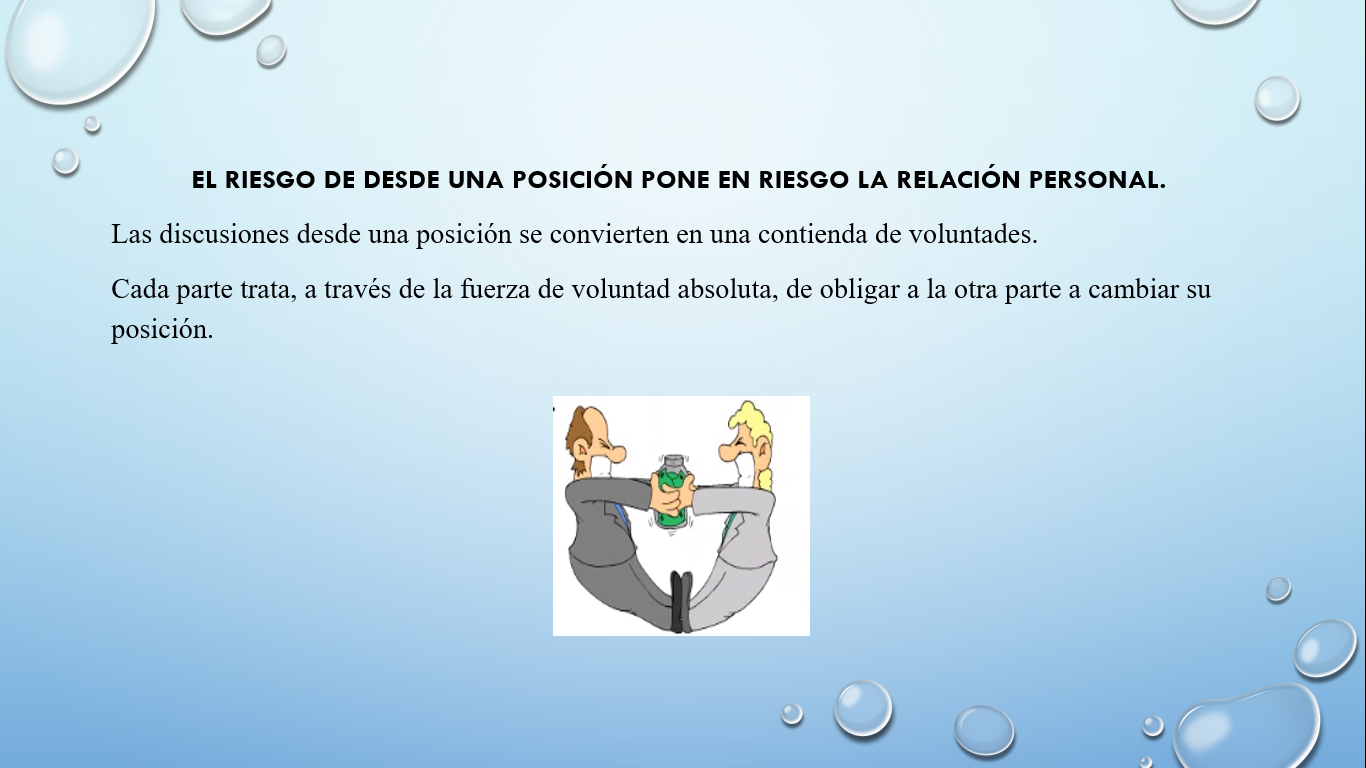 EL RIESGO DE DESDE UNA POSICIÓN PONE EN RIESGO LA RELACIÓN PERSONAL.
Las discusiones desde una posición se convierten en una contienda de voluntades.
Cada parte trata, a través de la fuerza de voluntad absoluta, de obligar a la otra parte a cambiar su
posición.